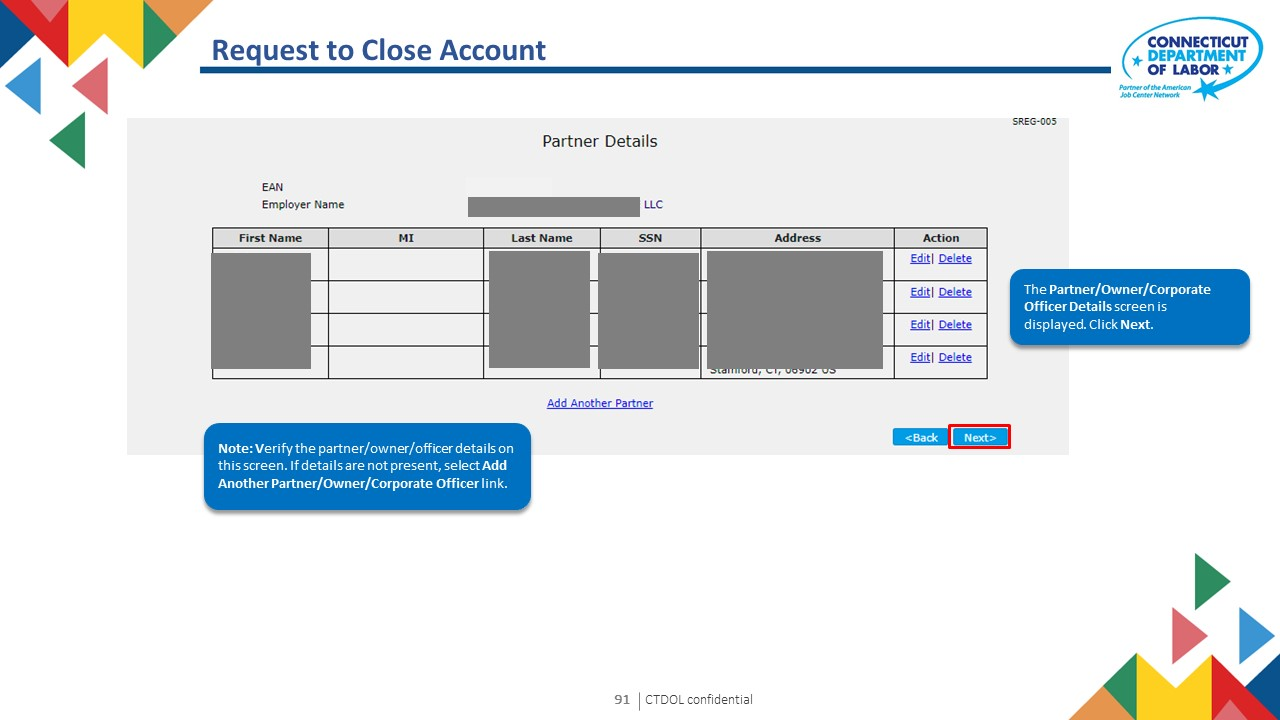 Request to Close Account
CONNECTICUT
DEPARTMENT
OF LABOR
Partner of the American
Job Center Network
SREG-005
Partner Details
EAN
Employer Name LLC
First Name MI Last Name SSN Address Action
Edit| Delete
Edit| Delete
Edit| Delete
Edit| Delete
Stamford, CT, 06902 US
Add Another Partner
<Back Next>
The Partner/Owner/Corporate
Officer Details screen is
displayed. Click Next.
Note: Verify the partner/owner/officer details on
this screen. If details are not present, select Add
Another Partner/Owner/Corporate Officer link.
91 CTDOL confidential